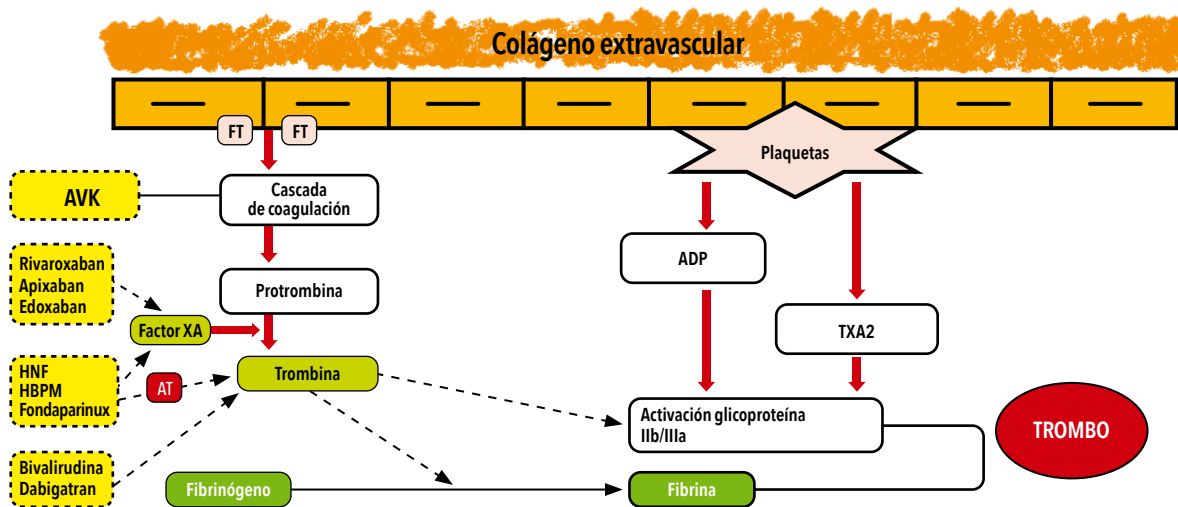 Colágeno extravascular
FT
FT
Plaquetas
AVK
Cascada
de coagulación
Rivaroxaban
Apixaban
Edoxaban
ADP
Protrombina
Factor XA
TXA2
HNF
HBPM
Fondaparinux
AT
Trombina
Activación glicoproteína
IIb/IIIa
TROMBO
Bivalirudina
Dabigatran
Fibrinógeno
Fibrina